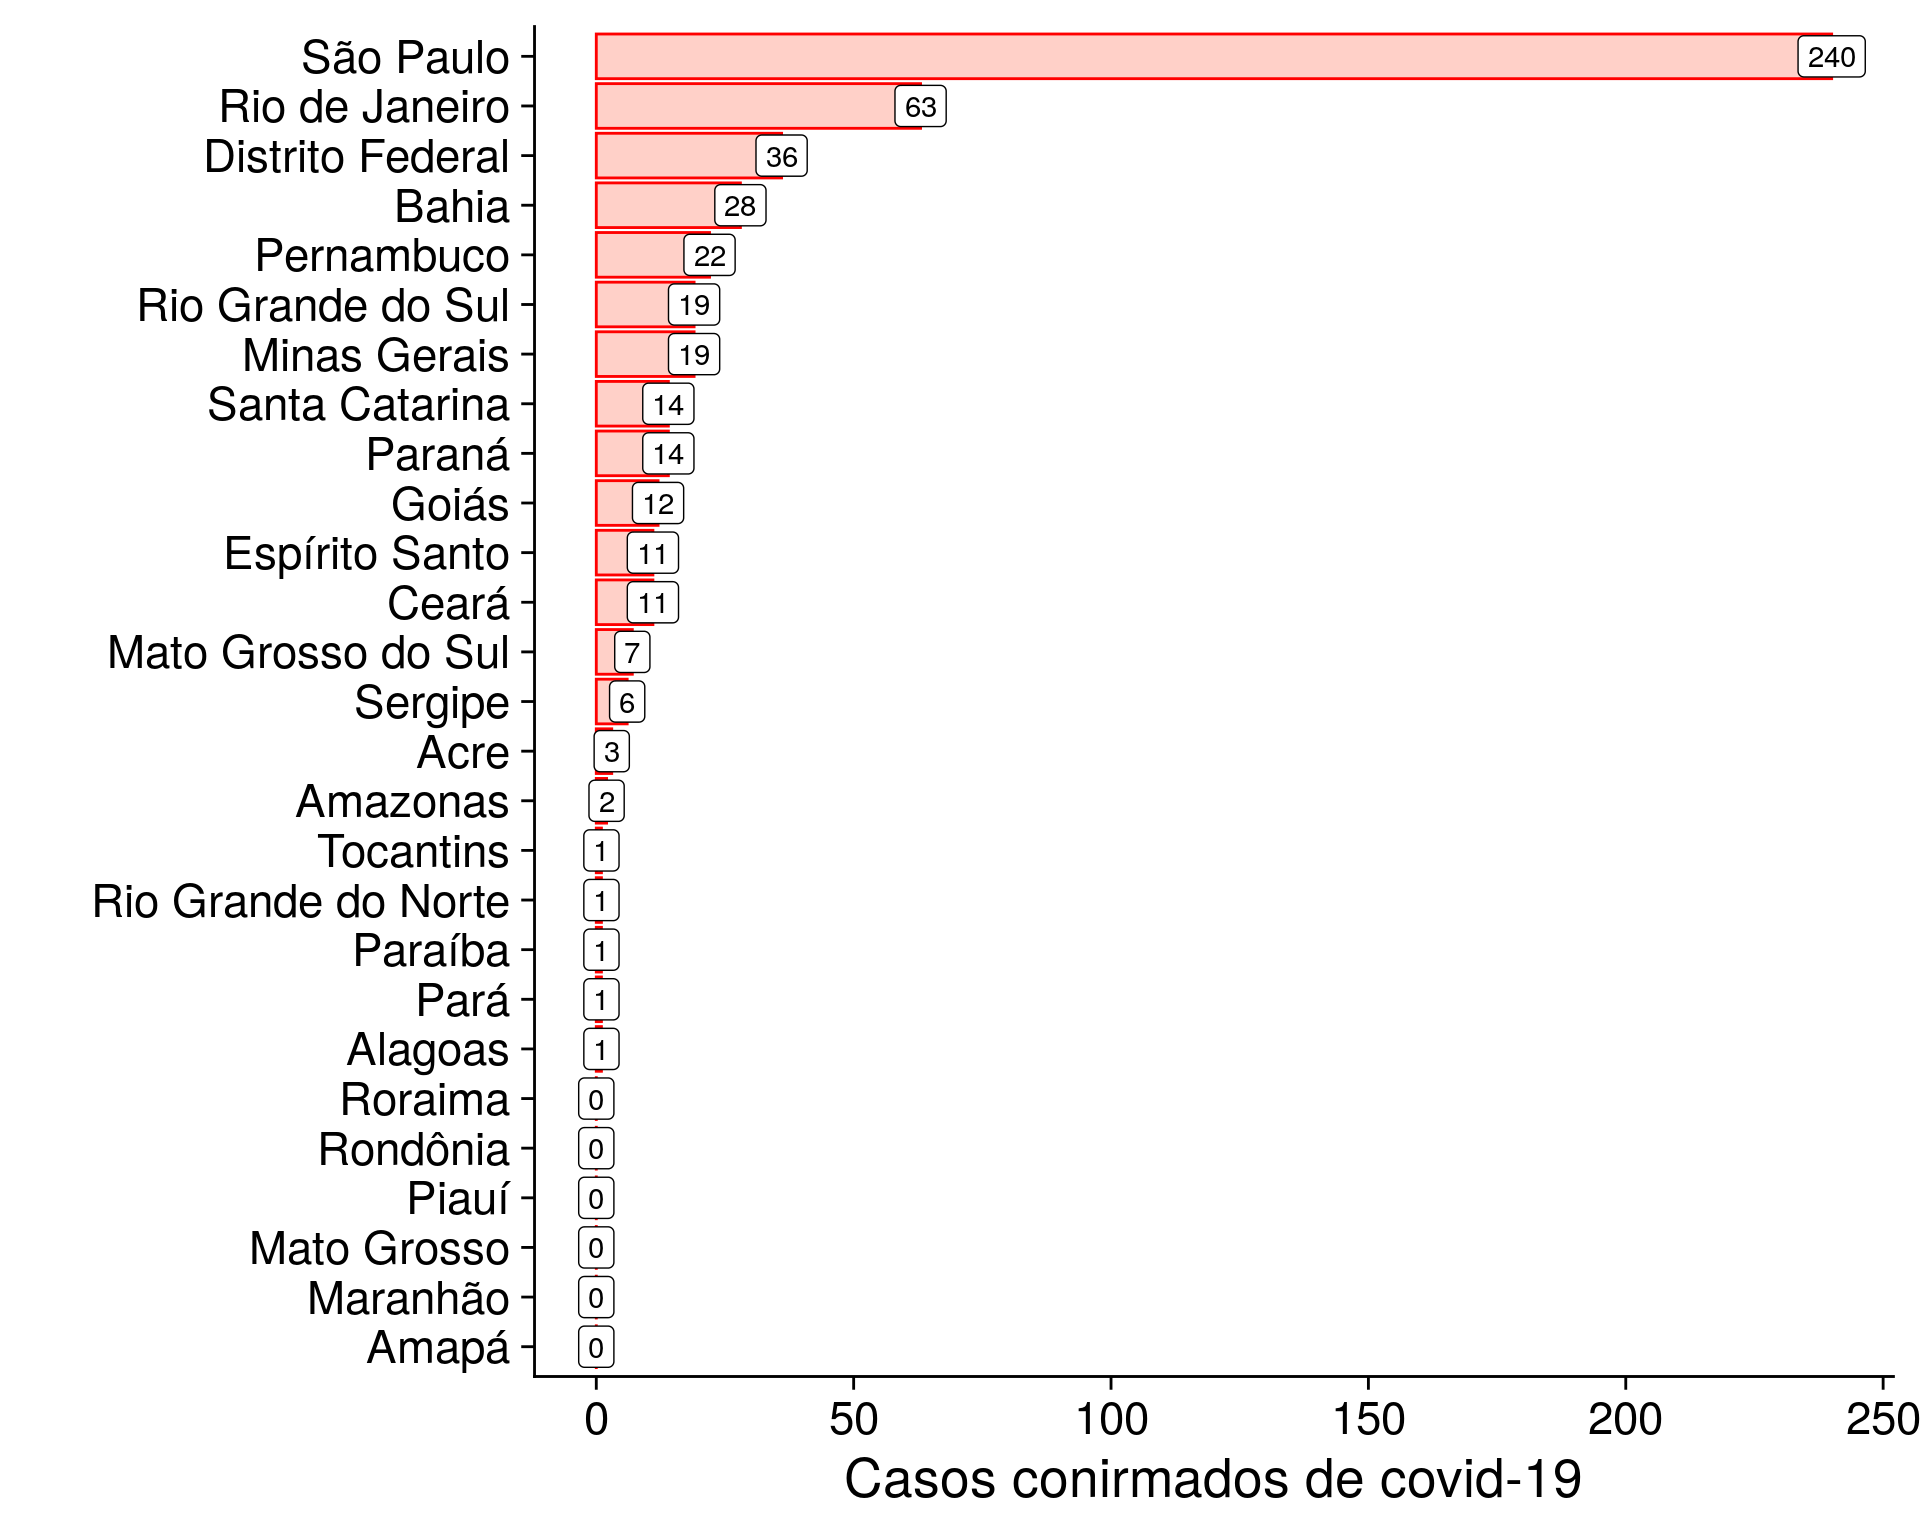 São Paulo 240
Rio de Janeiro 63
Distrito Federal 36
Bahia 28
Pernambuco 22
Rio Grande do Sul 19
Minas Gerais 19
Santa Catarina 14
Paraná 14
Goiás 12
Espírito Santo 11
Ceará 11
Mato Grosso do Sul 7
Sergipe 6
Acre 3
Amazonas 2
Tocantins 1
Rio Grande do Norte 1
Paraíba 1
Pará 1
Alagoas 1
Roraima 0
Rondônia 0
Piauí 0
Mato Grosso 0
Maranhão 0
Amapá 0
0 50 100 150 200 250
Casos conirmados de covid-19